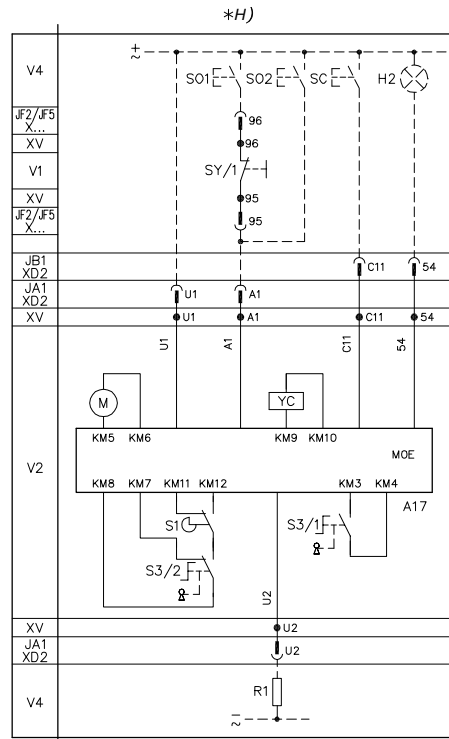 *H)
V4
+
~
SO1
SO2
SC
H2
JF2/JF5
X...
96
XV
96
V1
SY/1
XV
95
JF2/JF5
X...
95
JB1
XD2
C11
54
JA1
XD2
U1
A1
XV
U1
A1
C11
54
U1
A1
C11
54
M
YC
KM5
KM6
KM9
KM10
MOE
V2
KM8
KM7
KM11
KM12
KM3
KM4
A17
S1
S3/1
S3/2
U2
XV
U2
JA1
XD2
U2
R1
V4
–
~